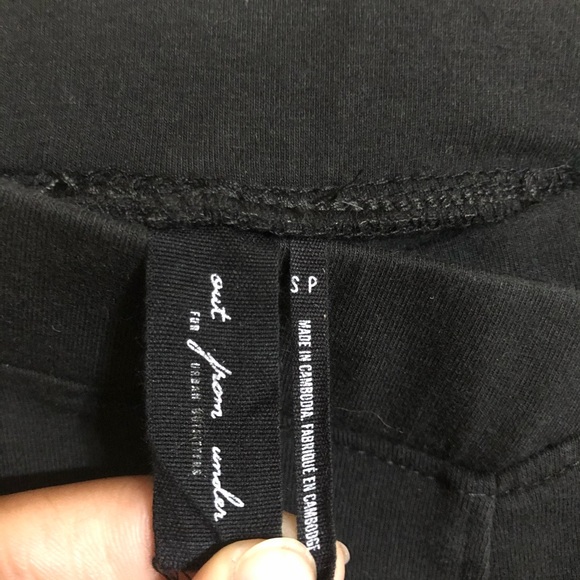 out from under
FOR URBAN OUTFITTERS
S P
MADE IN CAMBODIA. FABRIQUÉ EN CAMBODGE